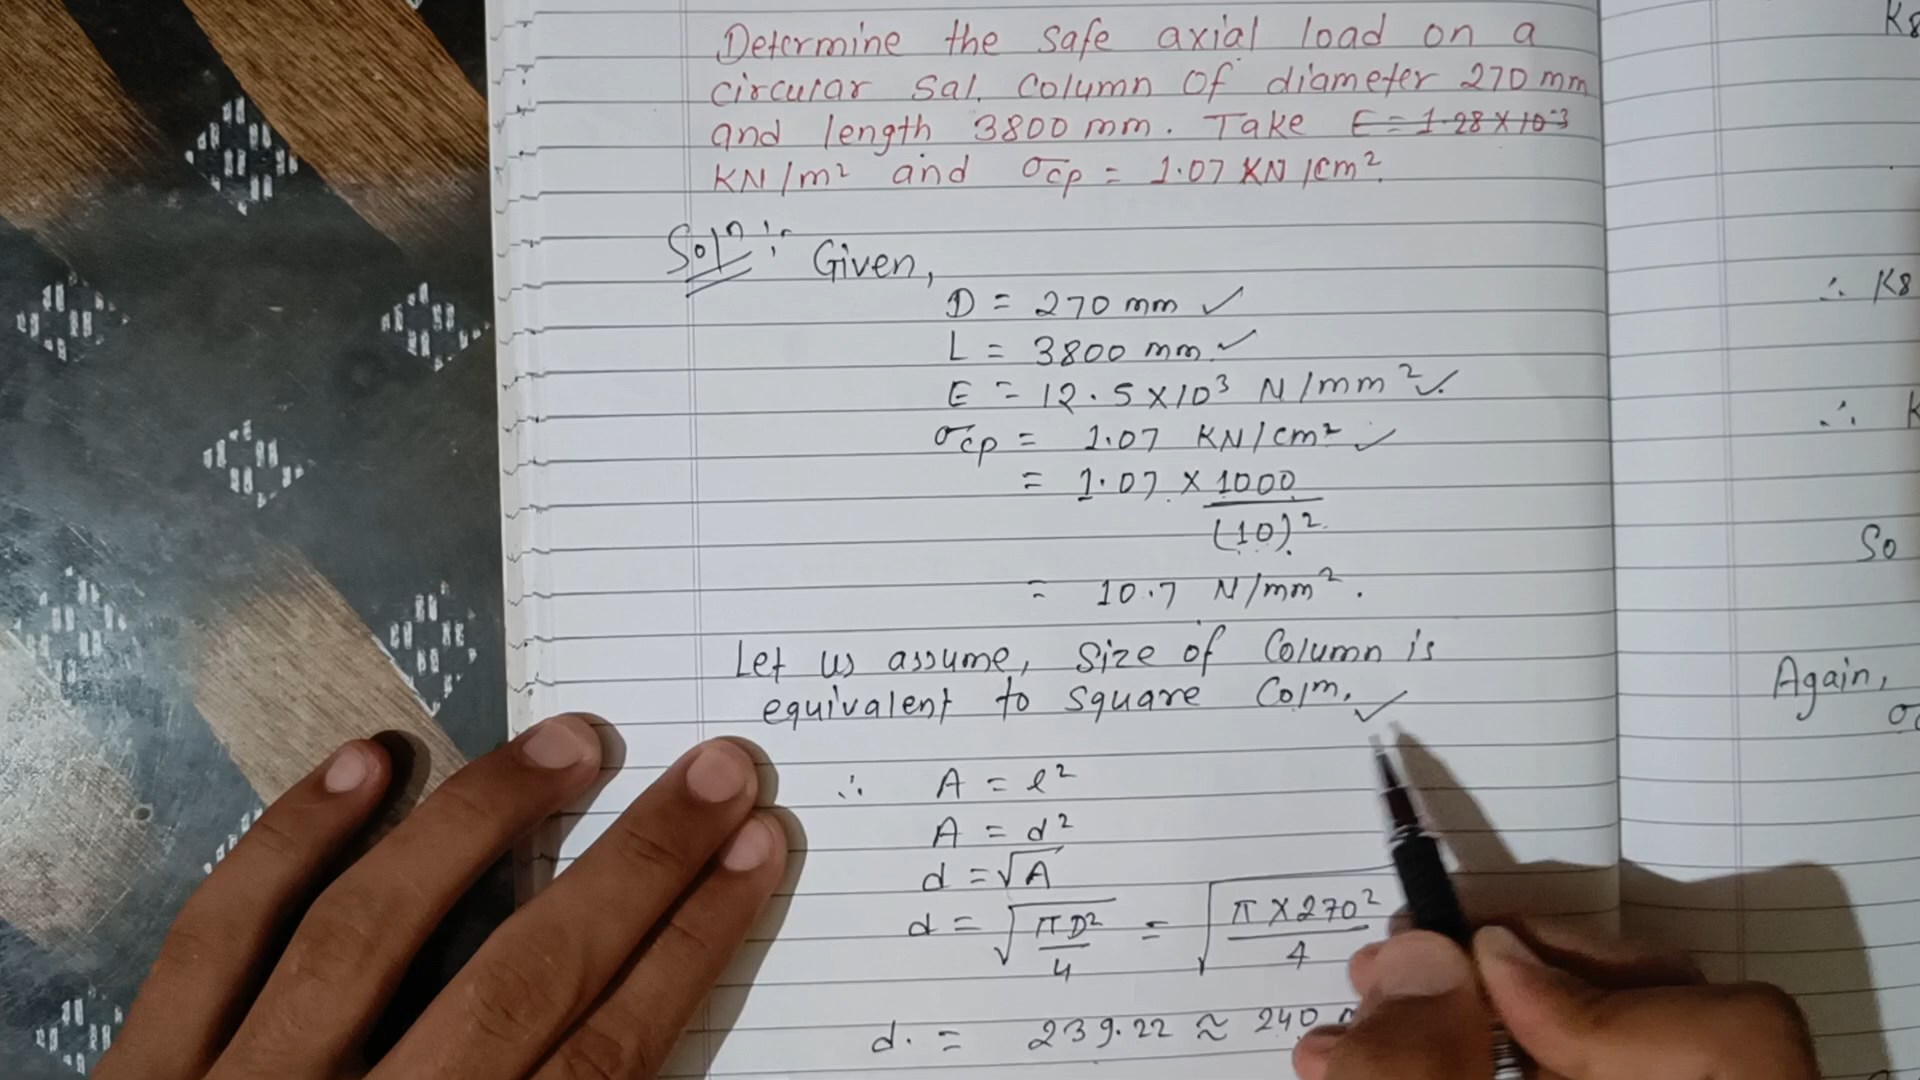 Determine the safe axial load on a
circular sal. column of diameter 270 mm
and length 3800 mm. Take E = 1.28 × 10⁻³
KN/m² and σcp = 1.07 KN/cm².
Solⁿ :- Given,
D = 270 mm ✓
L = 3800 mm ✓
E = 12.5 × 10³ N/mm² ✓
σcp = 1.07 KN/cm² ✓
= 1.07 × 1000/(10)²
= 10.7 N/mm².
Let us assume, size of column is
equivalent to square colm. ✓
∴ A = l²
A = d²
d = √A
d = √(πD²/4) = √(π × 270²/4)
d. = 239.22 ≈ 240
K8
∴ K8
∴ K
So
Again,